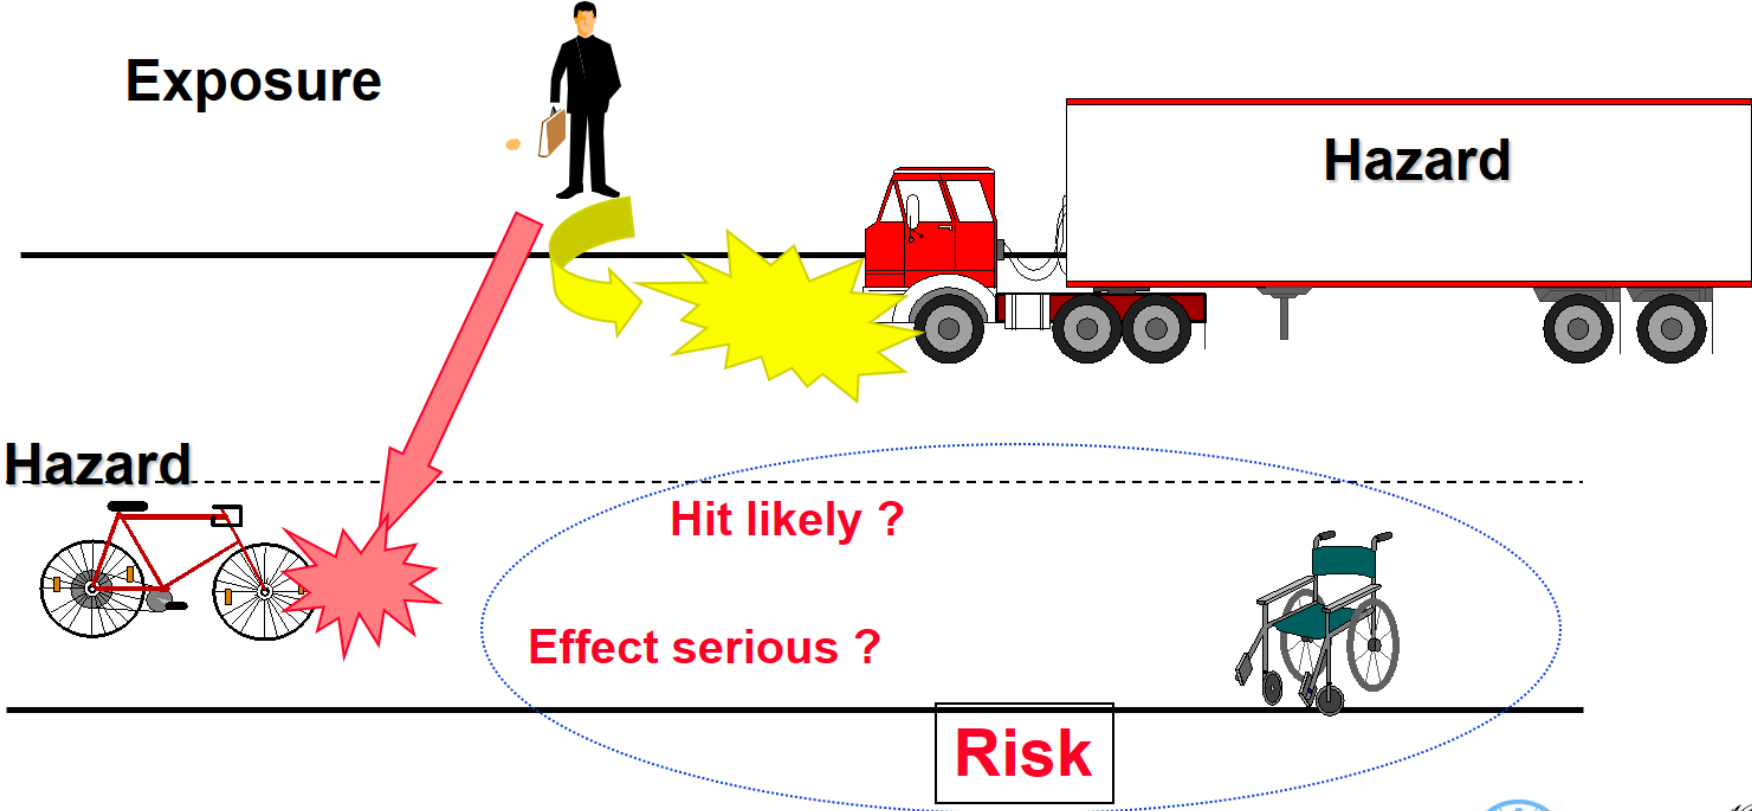 Exposure
Hazard
Hazard
Hit likely ?
Effect serious ?
Risk